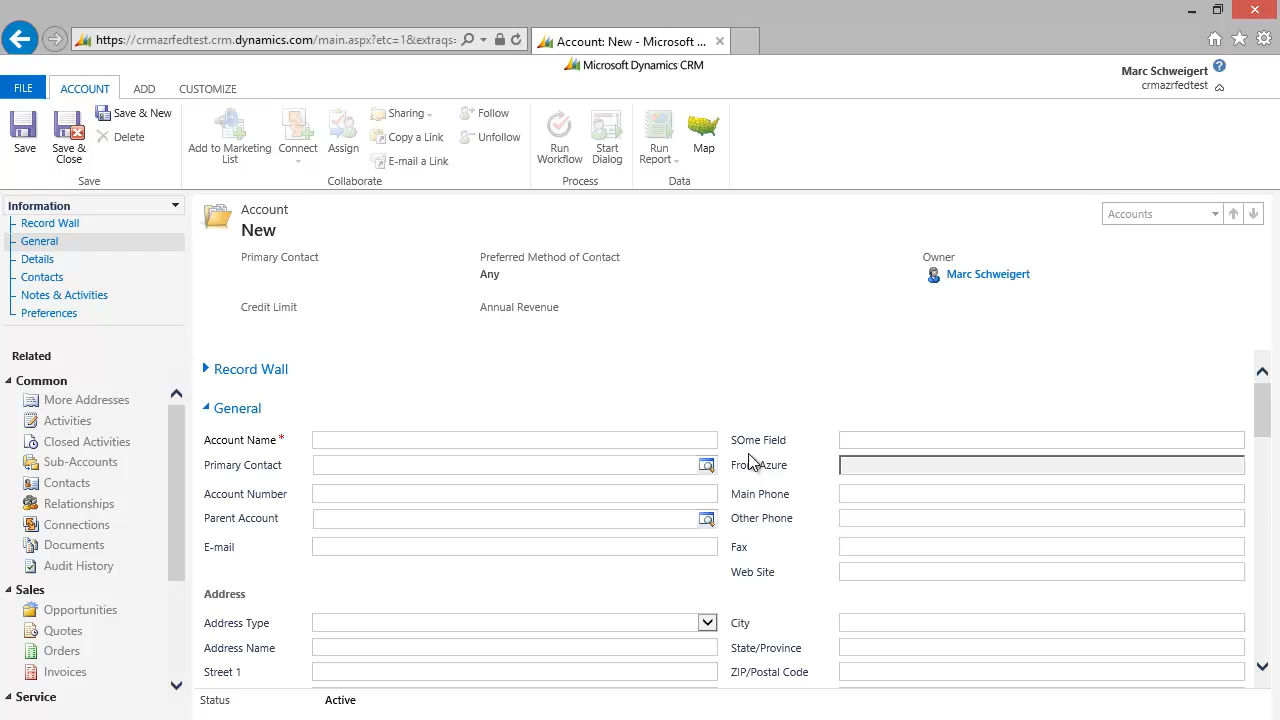 https://crmazrfedtest.crm.dynamics.com/main.aspx?etc=1&extraqs=
Account: New - Microsoft ...
Microsoft Dynamics CRM
Marc Schweigert
crmazrfedtest
FILE
ACCOUNT
ADD
CUSTOMIZE
Save
Save & Close
Save & New
Delete
Save
Add to Marketing List
Connect
Assign
Sharing
Copy a Link
E-mail a Link
Follow
Unfollow
Collaborate
Run Workflow
Start Dialog
Process
Run Report
Map
Data
Information
Record Wall
General
Details
Contacts
Notes & Activities
Preferences
Related
Common
More Addresses
Activities
Closed Activities
Sub-Accounts
Contacts
Relationships
Connections
Documents
Audit History
Sales
Opportunities
Quotes
Orders
Invoices
Service
Account
New
Accounts
Primary Contact
Preferred Method of Contact
Any
Owner
Marc Schweigert
Credit Limit
Annual Revenue
Record Wall
General
Account Name*
SOme Field
Primary Contact
From Azure
Account Number
Main Phone
Parent Account
Other Phone
E-mail
Fax
Web Site
Address
Address Type
City
Address Name
State/Province
Street 1
ZIP/Postal Code
Status
Active